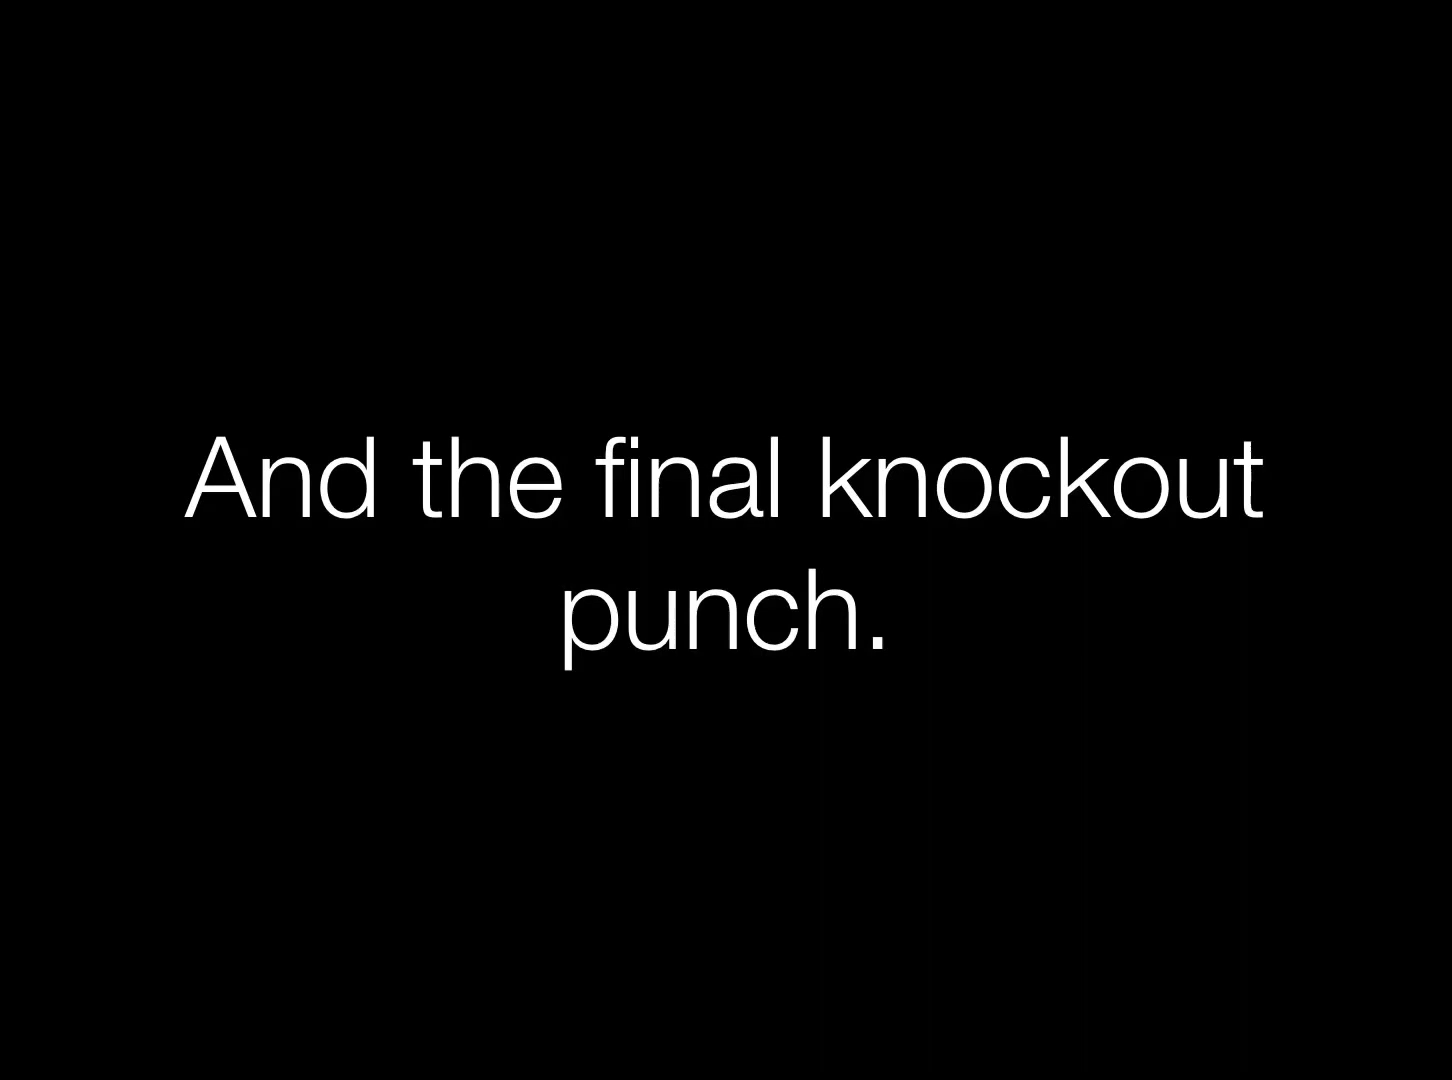 And the final knockout
punch.